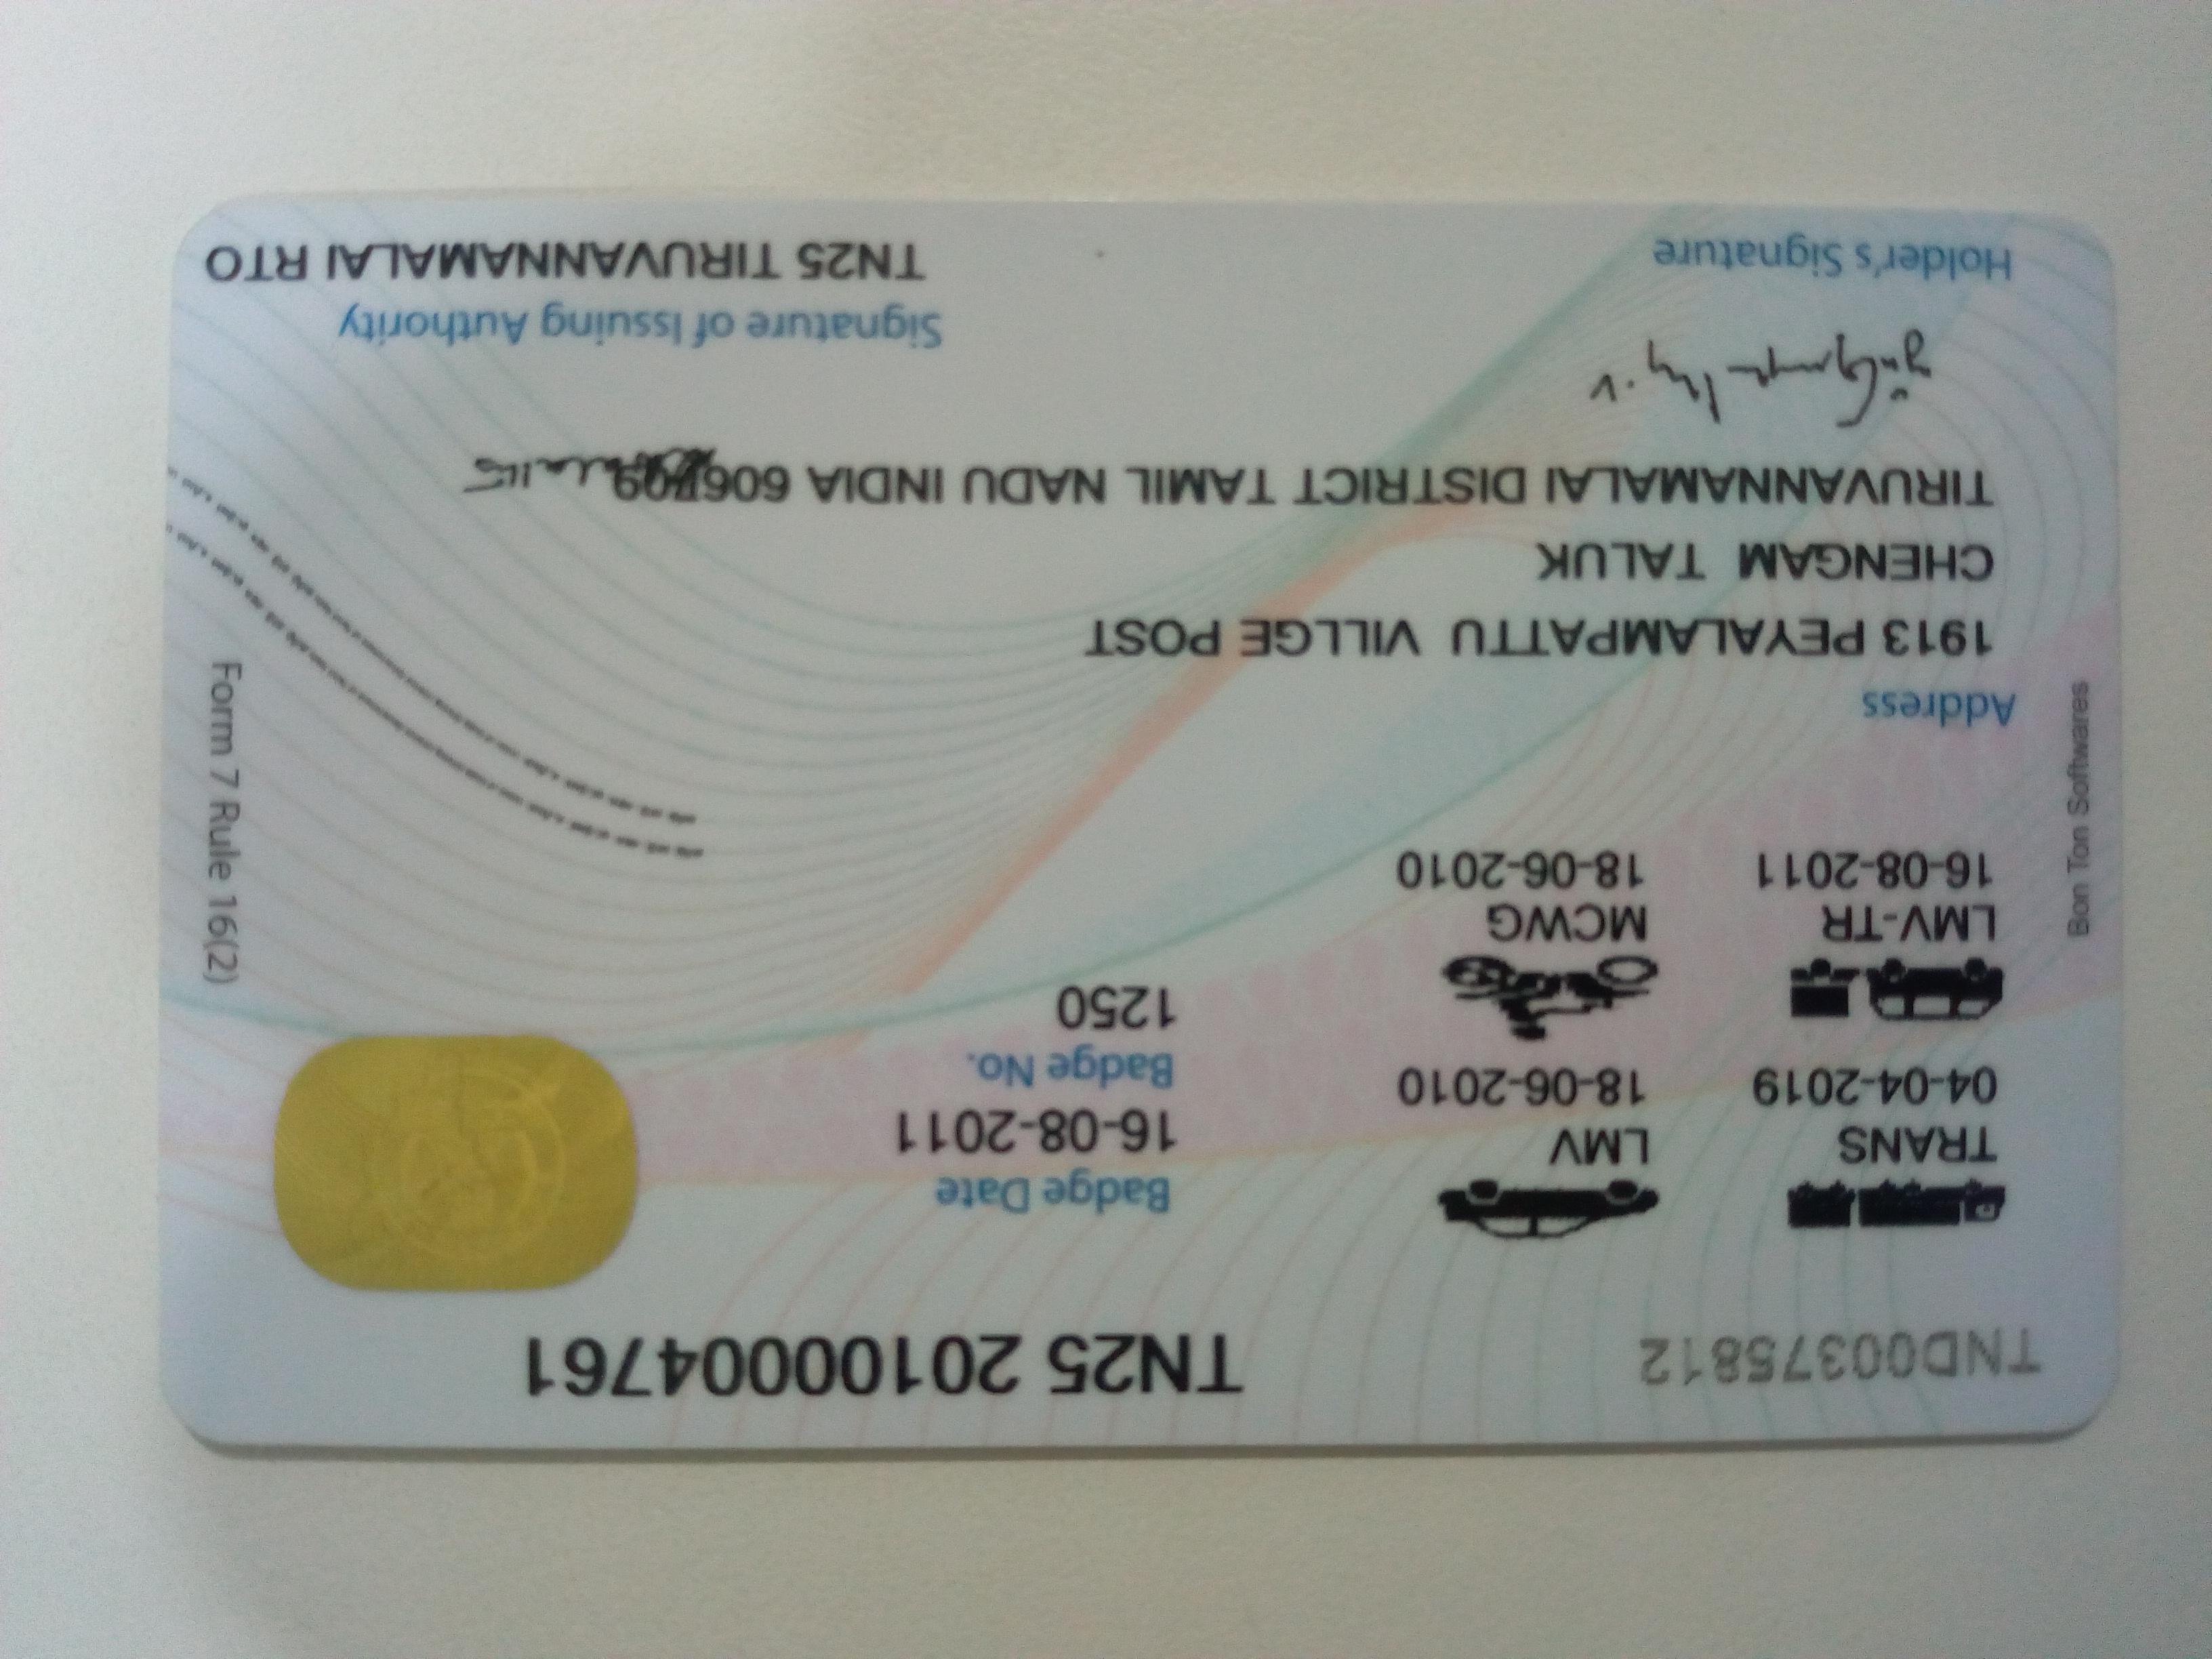 TND00375812 TN25 20100004761
TRANS LMV Badge Date
04-04-2019 18-06-2010 16-08-2011
Badge No.
1250
LMV-TR MCWG
16-08-2011 18-06-2010
Address
1913 PEYALAMPATTU VILLGE POST
CHENGAM TALUK
TIRUVANNAMALAI DISTRICT TAMIL NADU INDIA 606709
Signature of Issuing Authority
Holder's Signature TN25 TIRUVANNAMALAI RTO
Form 7 Rule 16(2)
Bon Ton Softwares